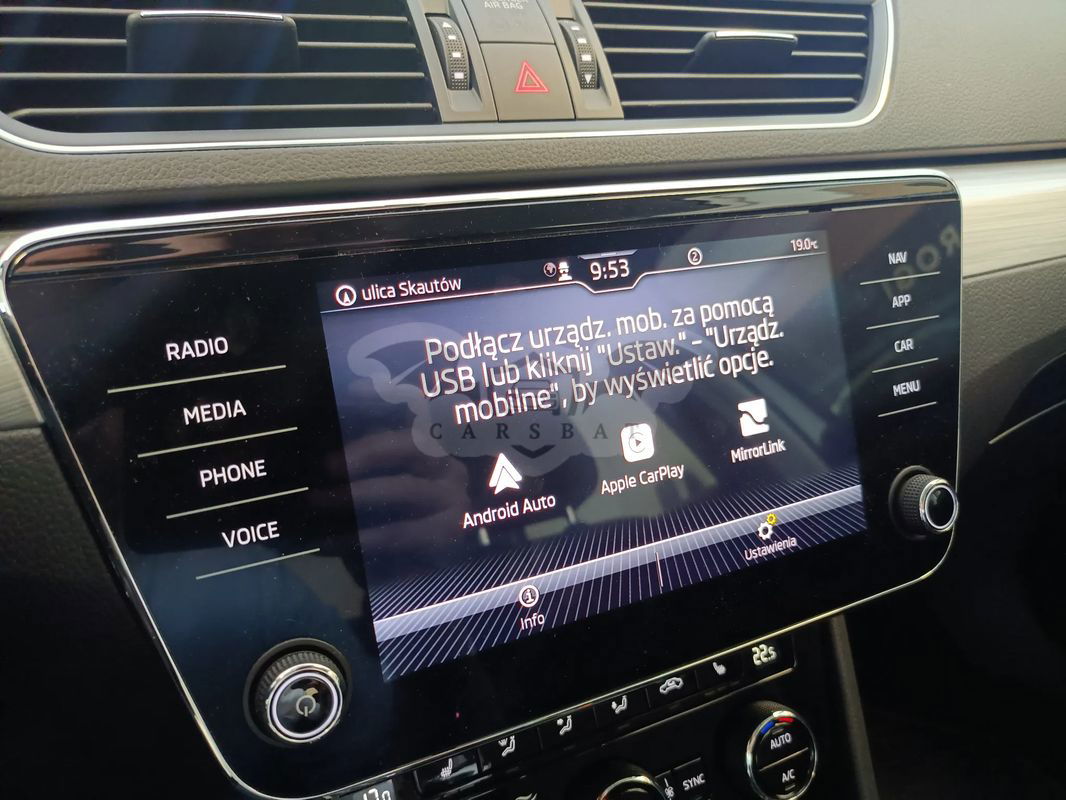 AIR BAG
ulica Skautów
9:53
2
19.0°C
Podłącz urządz. mob. za pomocą
USB lub kliknij "Ustaw." - "Urządz.
mobilne", by wyświetlić opcje.
CARSBAT
Android Auto
Apple CarPlay
MirrorLink
Info
Ustawienia
RADIO
MEDIA
PHONE
VOICE
NAV
APP
CAR
MENU
22.5
AUTO
A/C
SYNC